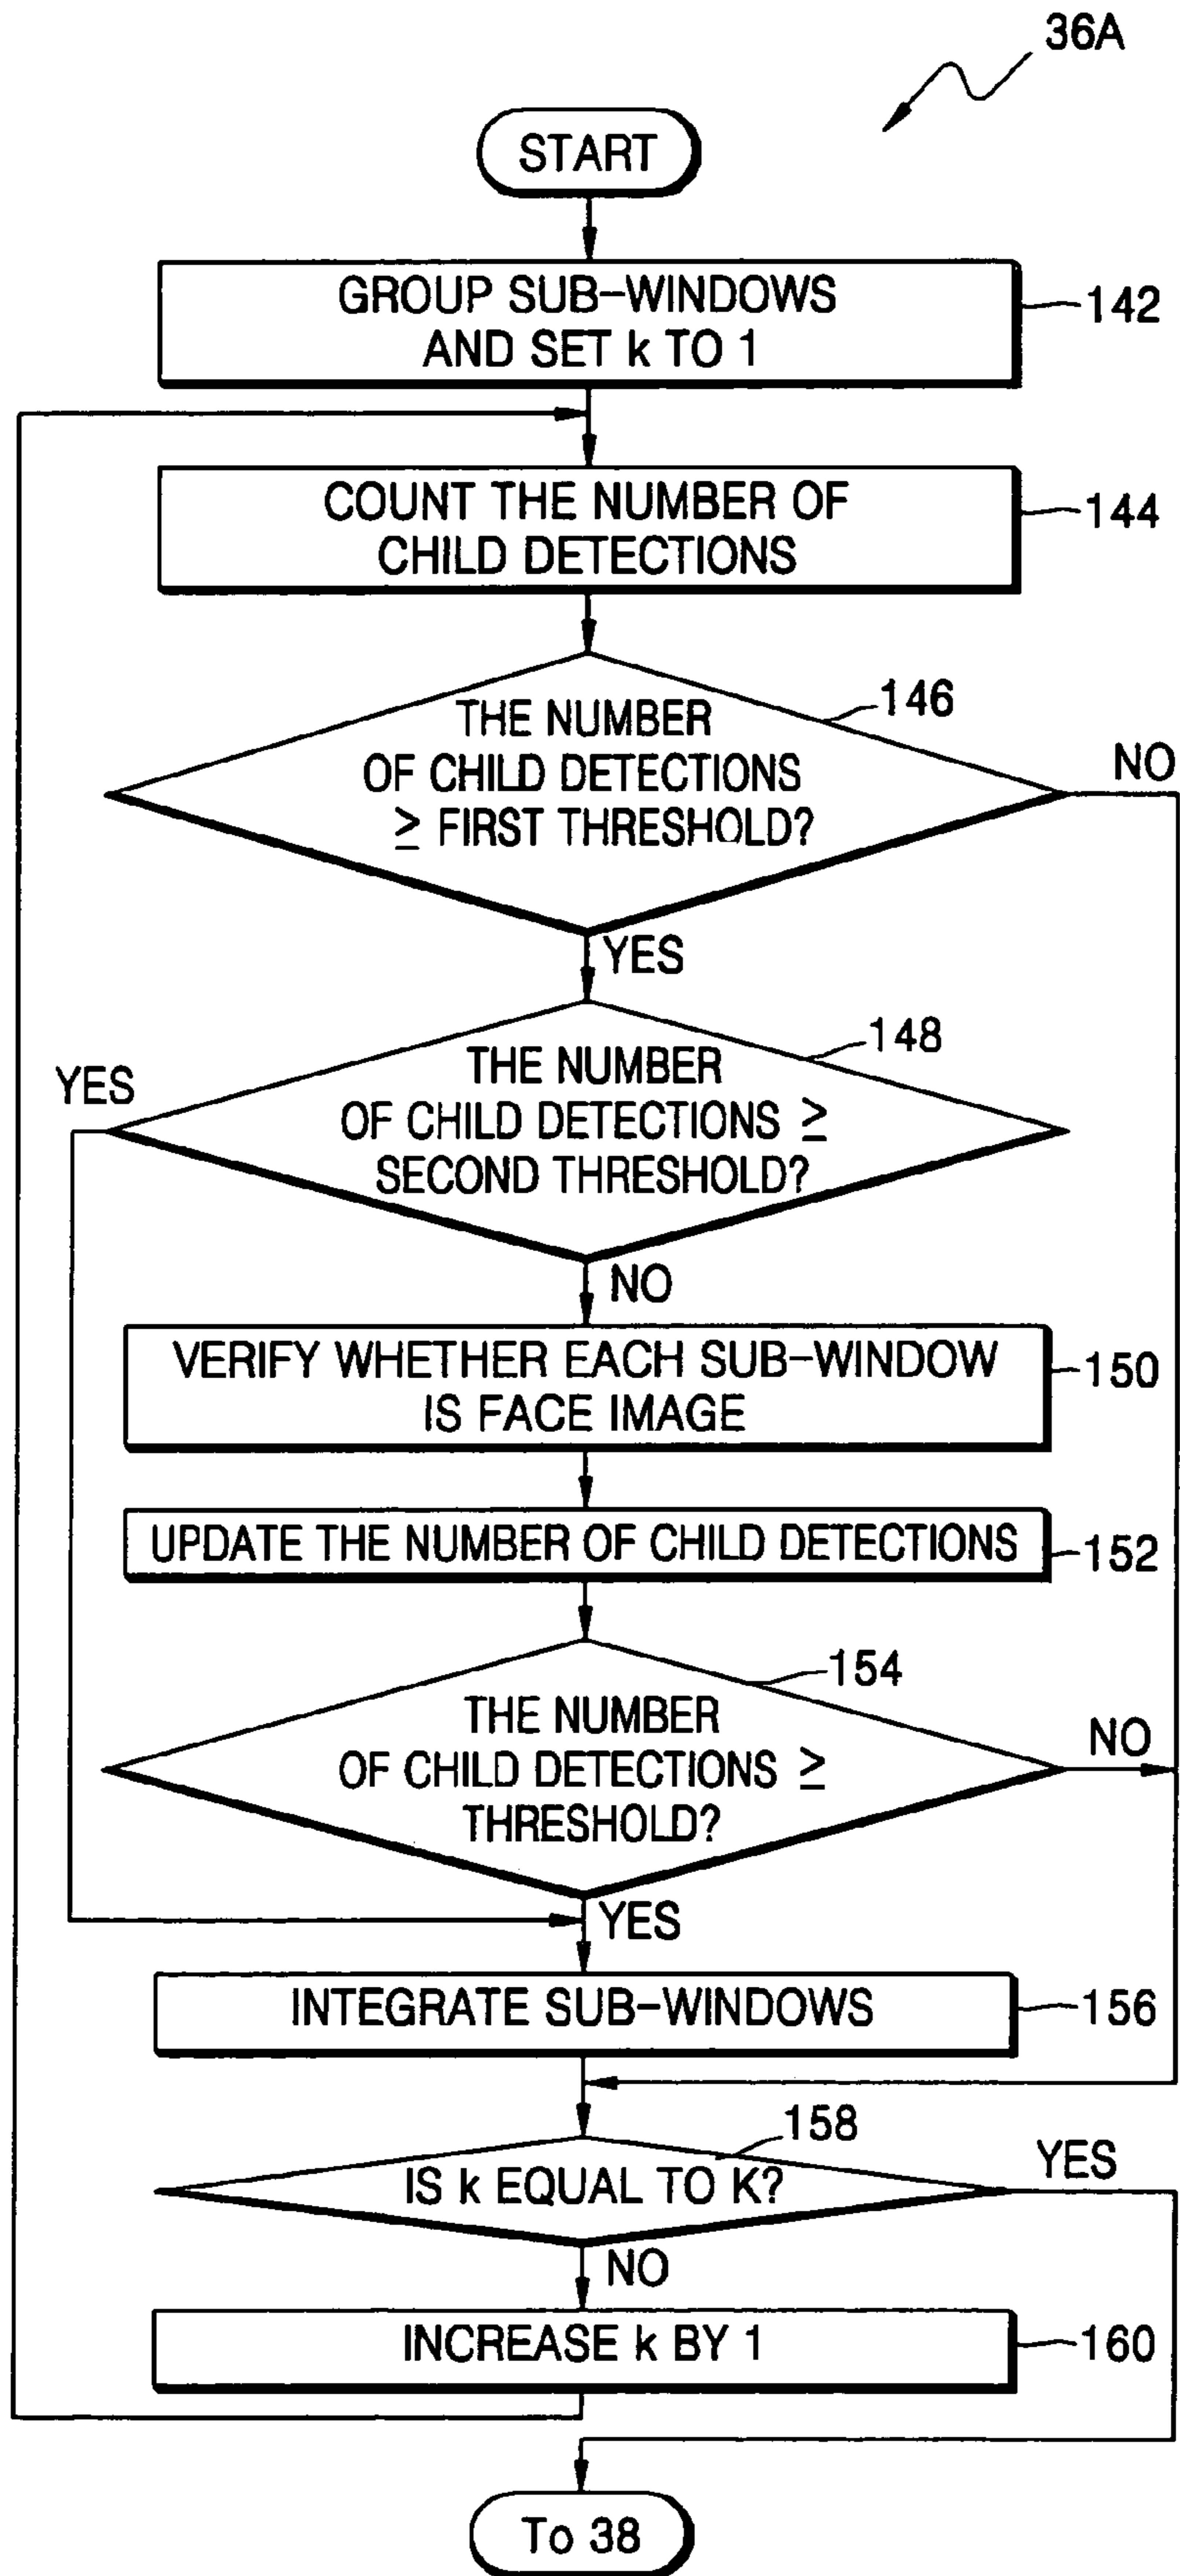 36A
START
GROUP SUB-WINDOWS
AND SET k TO 1
142
COUNT THE NUMBER OF
CHILD DETECTIONS
144
146
THE NUMBER
OF CHILD DETECTIONS
≥ FIRST THRESHOLD?
NO
YES
148
THE NUMBER
OF CHILD DETECTIONS ≥
SECOND THRESHOLD?
YES
NO
VERIFY WHETHER EACH SUB-WINDOW
IS FACE IMAGE
150
UPDATE THE NUMBER OF CHILD DETECTIONS
152
154
THE NUMBER
OF CHILD DETECTIONS ≥
THRESHOLD?
NO
YES
INTEGRATE SUB-WINDOWS
156
158
IS k EQUAL TO K?
YES
NO
INCREASE k BY 1
160
To 38